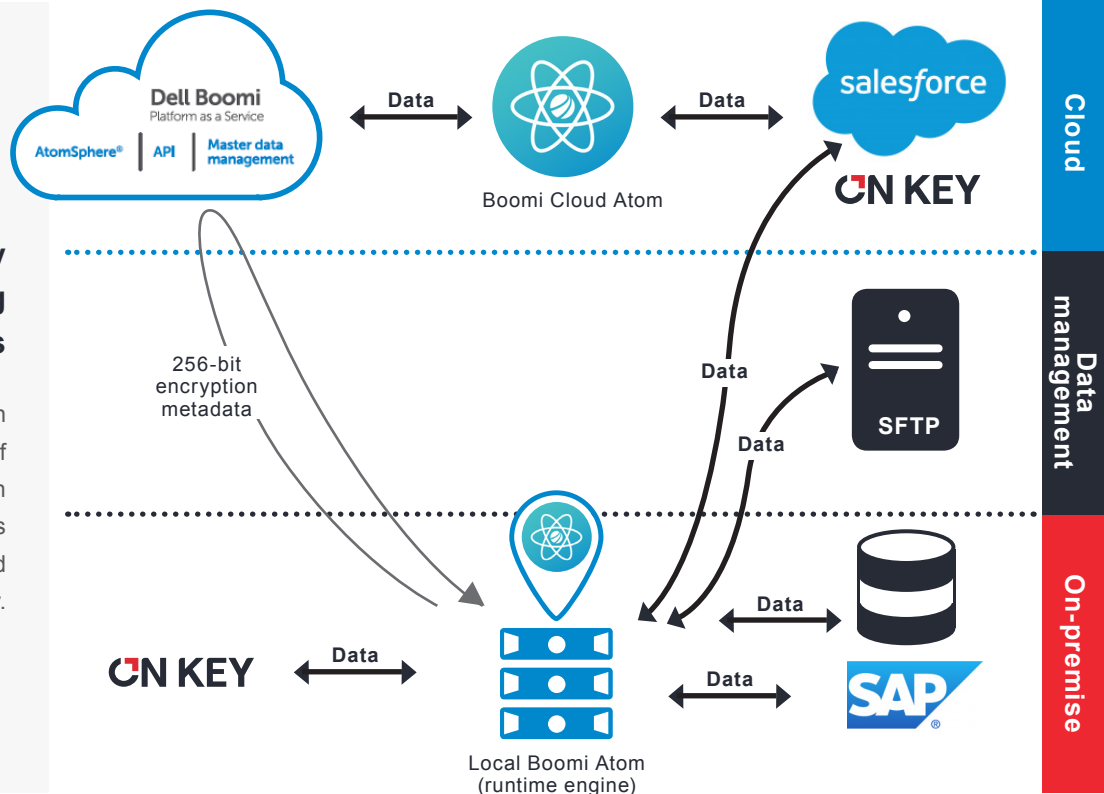 Dell Boomi
Platform as a Service
AtomSphere® | API | Master data
management
Data
Boomi Cloud Atom
Data
salesforce
ON KEY
Cloud
y
g
s
n
f
n
s
d
256-bit
encryption
metadata
Data
Data
SFTP
Data
management
ON KEY
Data
Local Boomi Atom
(runtime engine)
Data
Data
SAP®
On-premise